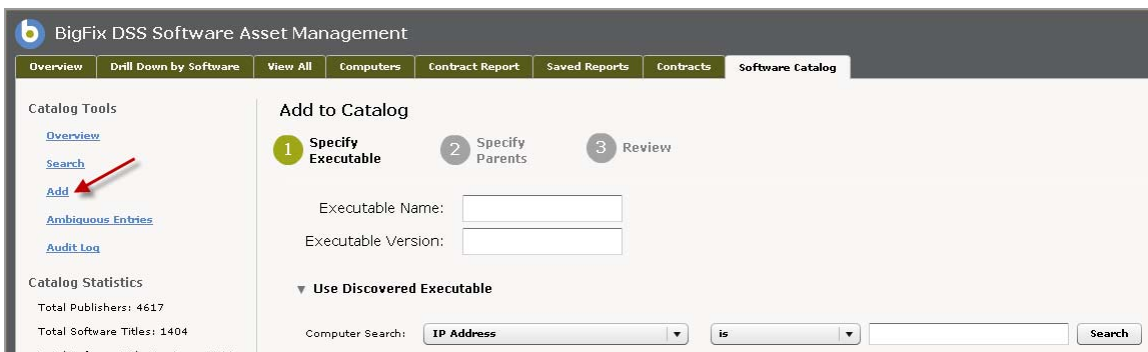 BigFix DSS Software Asset Management
Overview Drill Down by Software View All Computers Contract Report Saved Reports Contracts Software Catalog
Catalog Tools
Overview
Search
Add
Ambiguous Entries
Audit Log
Catalog Statistics
Total Publishers: 4617
Total Software Titles: 1404
Add to Catalog
1 Specify Executable
2 Specify Parents
3 Review
Executable Name:
Executable Version:
▼ Use Discovered Executable
Computer Search: IP Address is Search